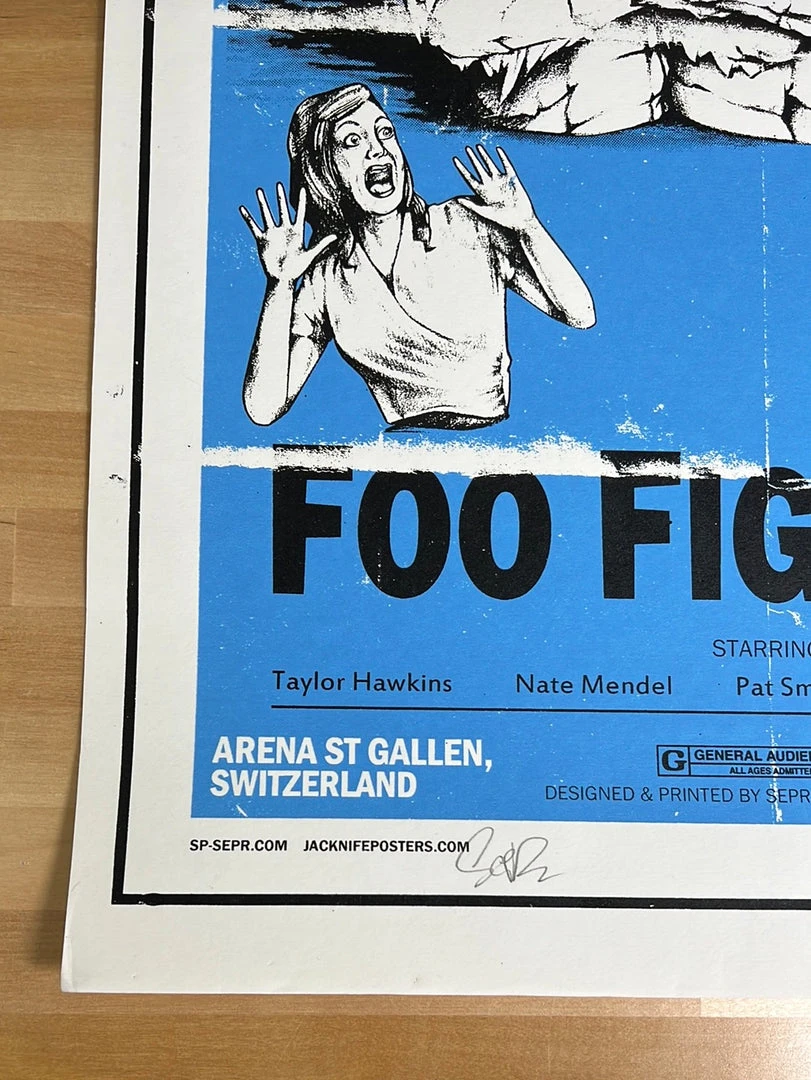 FOO FIG
STARRING
Taylor Hawkins Nate Mendel Pat Sm
ARENA ST GALLEN,
SWITZERLAND
G GENERAL AUDIE
ALL AGES ADMITTE
DESIGNED & PRINTED BY SEPR
SP-SEPR.COM JACKNIFEPOSTERS.COM